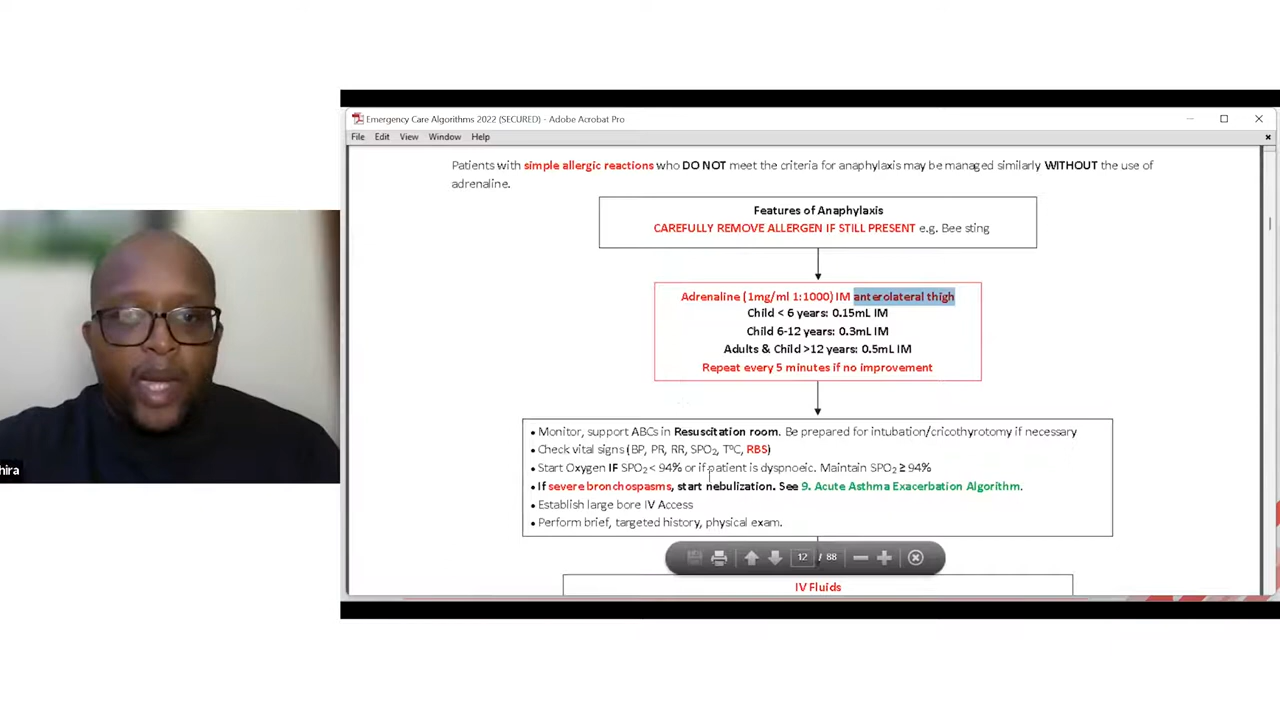 Emergency Care Algorithms 2022 (SECURED) - Adobe Acrobat Pro
File Edit View Window Help
Patients with simple allergic reactions who DO NOT meet the criteria for anaphylaxis may be managed similarly WITHOUT the use of
adrenaline.
Features of Anaphylaxis
CAREFULLY REMOVE ALLERGEN IF STILL PRESENT e.g. Bee sting
Adrenaline (1mg/ml 1:1000) IM anterolateral thigh
Child < 6 years: 0.15mL IM
Child 6-12 years: 0.3mL IM
Adults & Child >12 years: 0.5mL IM
Repeat every 5 minutes if no improvement
• Monitor, support ABCs in Resuscitation room. Be prepared for intubation/cricothyrotomy if necessary
• Check vital signs (BP, PR, RR, SPO₂, T⁰C, RBS)
• Start Oxygen IF SPO₂ < 94% or if patient is dyspnoeic. Maintain SPO₂ ≥ 94%
• If severe bronchospasms, start nebulization. See 9. Acute Asthma Exacerbation Algorithm.
• Establish large bore IV Access
• Perform brief, targeted history, physical exam.
12 / 88
IV Fluids
hira